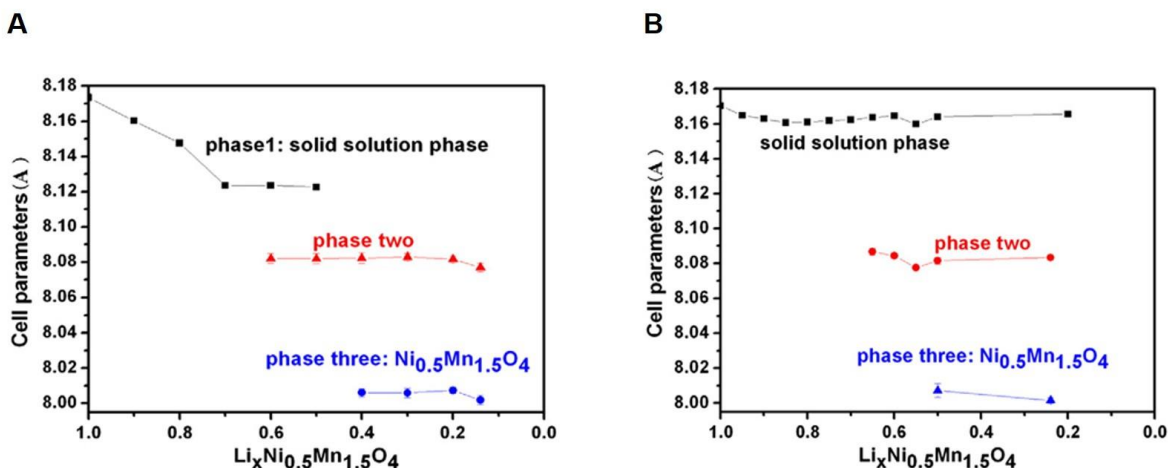 A
B
Cell parameters(A)
8.18
8.16
8.14
8.12
8.10
8.08
8.06
8.04
8.02
8.00
phase1: solid solution phase
phase two
phase three: Ni0.5Mn1.5O4
1.0 0.8 0.6 0.4 0.2 0.0
LixNi0.5Mn1.5O4
Cell parameters(A)
8.18
8.16
8.14
8.12
8.10
8.08
8.06
8.04
8.02
8.00
solid solution phase
phase two
phase three: Ni0.5Mn1.5O4
1.0 0.8 0.6 0.4 0.2 0.0
LixNi0.5Mn1.5O4